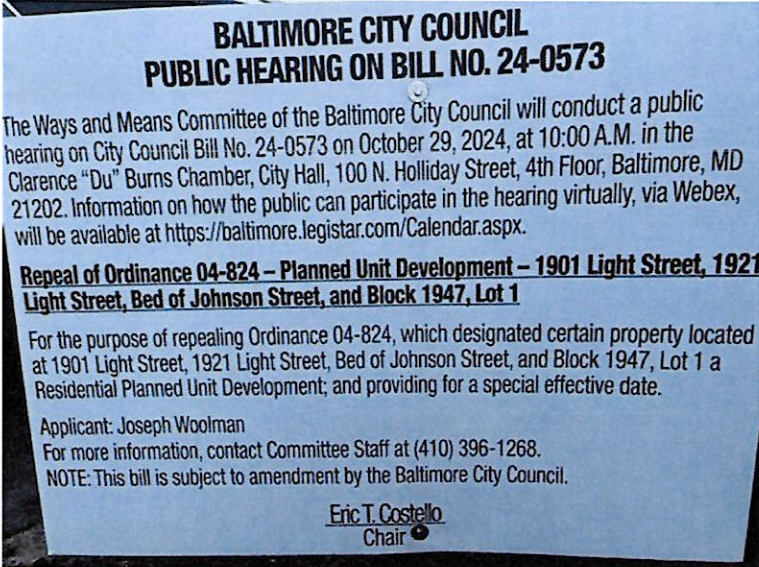 BALTIMORE CITY COUNCIL
PUBLIC HEARING ON BILL NO. 24-0573
The Ways and Means Committee of the Baltimore City Council will conduct a public
hearing on City Council Bill No. 24-0573 on October 29, 2024, at 10:00 A.M. in the
Clarence “Du” Burns Chamber, City Hall, 100 N. Holliday Street, 4th Floor, Baltimore, MD
21202. Information on how the public can participate in the hearing virtually, via Webex,
will be available at https://baltimore.legistar.com/Calendar.aspx.
Repeal of Ordinance 04-824 – Planned Unit Development – 1901 Light Street, 1921
Light Street, Bed of Johnson Street, and Block 1947, Lot 1
For the purpose of repealing Ordinance 04-824, which designated certain property located
at 1901 Light Street, 1921 Light Street, Bed of Johnson Street, and Block 1947, Lot 1 a
Residential Planned Unit Development; and providing for a special effective date.
Applicant: Joseph Woolman
For more information, contact Committee Staff at (410) 396-1268.
NOTE: This bill is subject to amendment by the Baltimore City Council.
Eric T. Costello
Chair